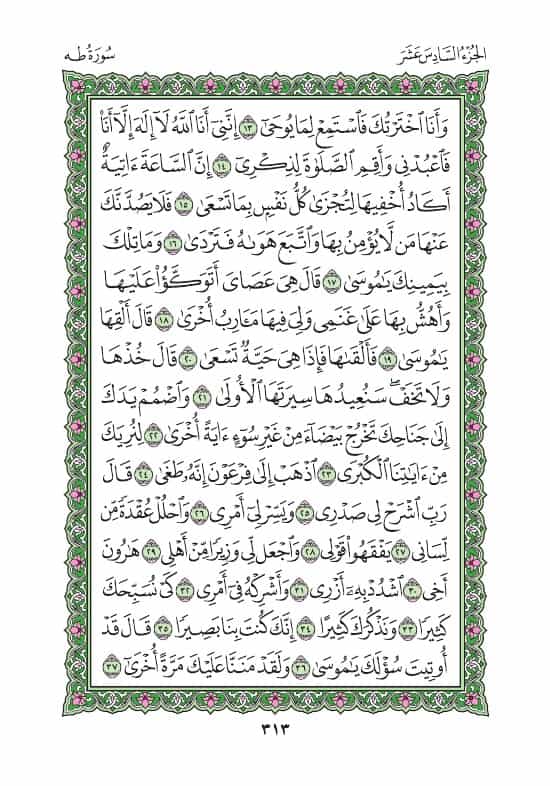 الجزء السادس عشر
سورة طه
وَأَنَا ٱخْتَرْتُكَ فَٱسْتَمِعْ لِمَا يُوحَىٰٓ ١٣ إِنَّنِىٓ أَنَا ٱللَّهُ لَآ إِلَٰهَ إِلَّآ أَنَا۠
فَٱعْبُدْنِى وَأَقِمِ ٱلصَّلَوٰةَ لِذِكْرِىٓ ١٤ إِنَّ ٱلسَّاعَةَ ءَاتِيَةٌ
أَكَادُ أُخْفِيهَا لِتُجْزَىٰ كُلُّ نَفْسٍۭ بِمَا تَسْعَىٰ ١٥ فَلَا يَصُدَّنَّكَ
عَنْهَا مَن لَّا يُؤْمِنُ بِهَا وَٱتَّبَعَ هَوَىٰهُ فَتَرْدَىٰ ١٦ وَمَا تِلْكَ
بِيَمِينِكَ يَٰمُوسَىٰ ١٧ قَالَ هِىَ عَصَاىَ أَتَوَكَّؤُا۟ عَلَيْهَا
وَأَهُشُّ بِهَا عَلَىٰ غَنَمِى وَلِىَ فِيهَا مَـَٔارِبُ أُخْرَىٰ ١٨ قَالَ أَلْقِهَا
يَٰمُوسَىٰ ١٩ فَأَلْقَىٰهَا فَإِذَا هِىَ حَيَّةٌ تَسْعَىٰ ٢٠ قَالَ خُذْهَا
وَلَا تَخَفْ ۖ سَنُعِيدُهَا سِيرَتَهَا ٱلْأُولَىٰ ٢١ وَٱضْمُمْ يَدَكَ
إِلَىٰ جَنَاحِكَ تَخْرُجْ بَيْضَآءَ مِنْ غَيْرِ سُوٓءٍ ءَايَةً أُخْرَىٰ ٢٢ لِنُرِيَكَ
مِنْ ءَايَٰتِنَا ٱلْكُبْرَى ٢٣ ٱذْهَبْ إِلَىٰ فِرْعَوْنَ إِنَّهُۥ طَغَىٰ ٢٤ قَالَ
رَبِّ ٱشْرَحْ لِى صَدْرِى ٢٥ وَيَسِّرْ لِىٓ أَمْرِى ٢٦ وَٱحْلُلْ عُقْدَةً مِّن
لِّسَانِى ٢٧ يَفْقَهُوا۟ قَوْلِى ٢٨ وَٱجْعَل لِّى وَزِيرًا مِّنْ أَهْلِى ٢٩ هَٰرُونَ
أَخِى ٣٠ ٱشْدُدْ بِهِۦٓ أَزْرِى ٣١ وَأَشْرِكْهُ فِىٓ أَمْرِى ٣٢ كَىْ نُسَبِّحَكَ
كَثِيرًا ٣٣ وَنَذْكُرَكَ كَثِيرًا ٣٤ إِنَّكَ كُنتَ بِنَا بَصِيرًا ٣٥ قَالَ قَدْ
أُوتِيتَ سُؤْلَكَ يَٰمُوسَىٰ ٣٦ وَلَقَدْ مَنَنَّا عَلَيْكَ مَرَّةً أُخْرَىٰٓ ٣٧
٣١٣